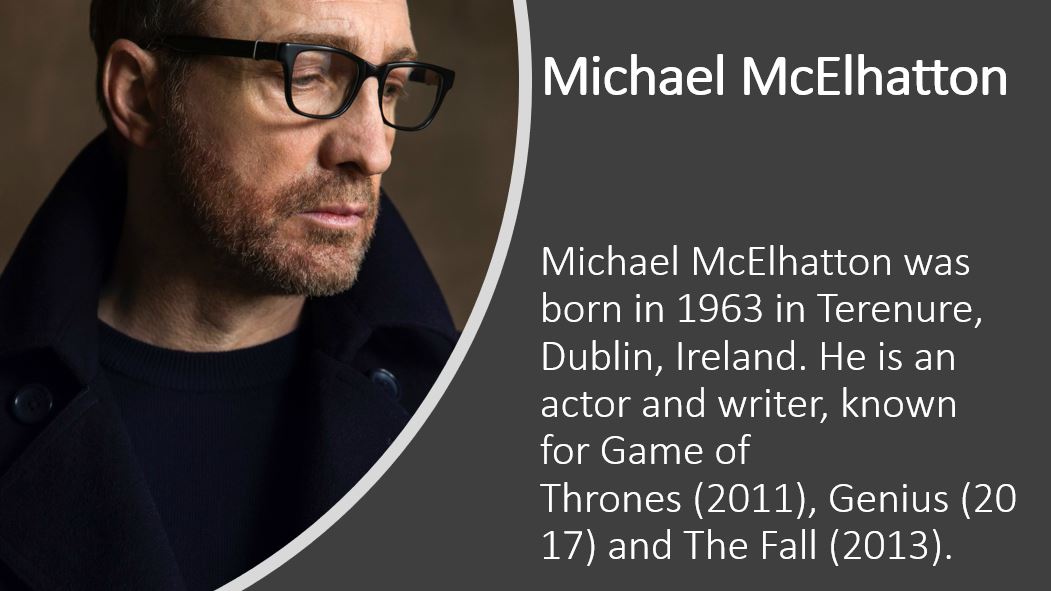 Michael McElhatton
Michael McElhatton was
born in 1963 in Terenure,
Dublin, Ireland. He is an
actor and writer, known
for Game of
Thrones (2011), Genius (20
17) and The Fall (2013).